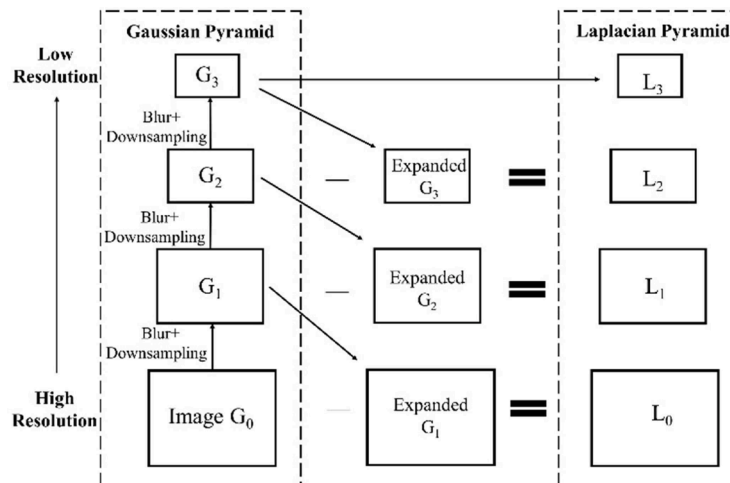 Gaussian Pyramid
Laplacian Pyramid
Low
Resolution
G₃
L₃
Blur+
Downsampling
G₂
—
Expanded
G₃
=
L₂
Blur+
Downsampling
G₁
—
Expanded
G₂
=
L₁
Blur+
Downsampling
High
Resolution
Image G₀
—
Expanded
G₁
=
L₀